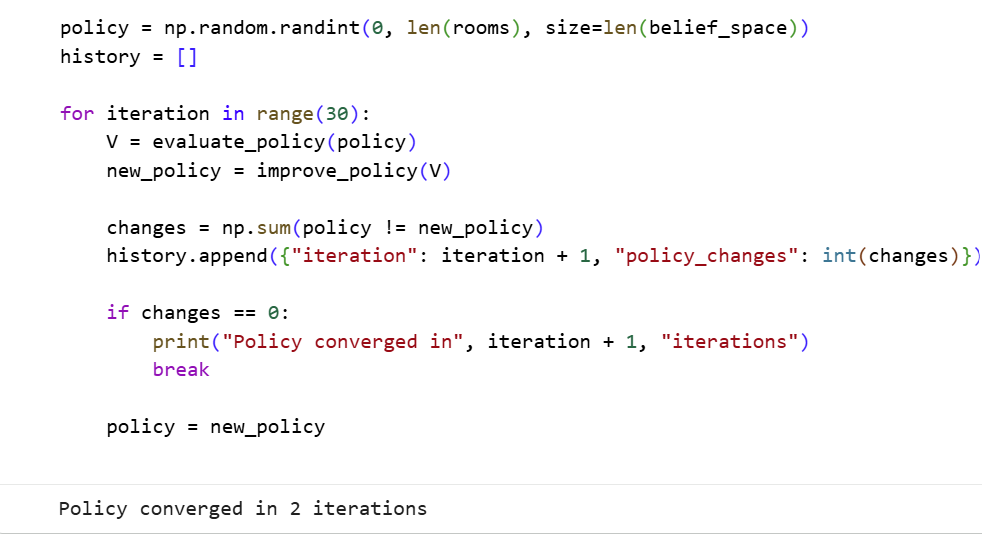 policy = np.random.randint(0, len(rooms), size=len(belief_space))
history = []
for iteration in range(30):
    V = evaluate_policy(policy)
    new_policy = improve_policy(V)
    changes = np.sum(policy != new_policy)
    history.append({"iteration": iteration + 1, "policy_changes": int(changes)})
    if changes == 0:
        print("Policy converged in", iteration + 1, "iterations")
        break
    policy = new_policy
Policy converged in 2 iterations